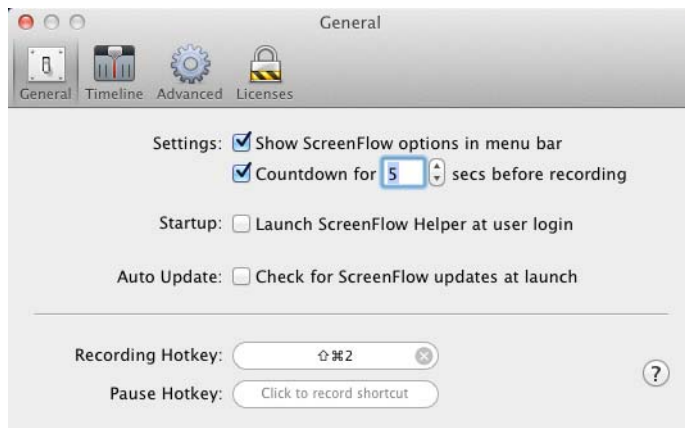 General
General Timeline Advanced Licenses
Settings: Show ScreenFlow options in menu bar
Countdown for 5 secs before recording
Startup: Launch ScreenFlow Helper at user login
Auto Update: Check for ScreenFlow updates at launch
Recording Hotkey: ⇧⌘2
Pause Hotkey: Click to record shortcut
?